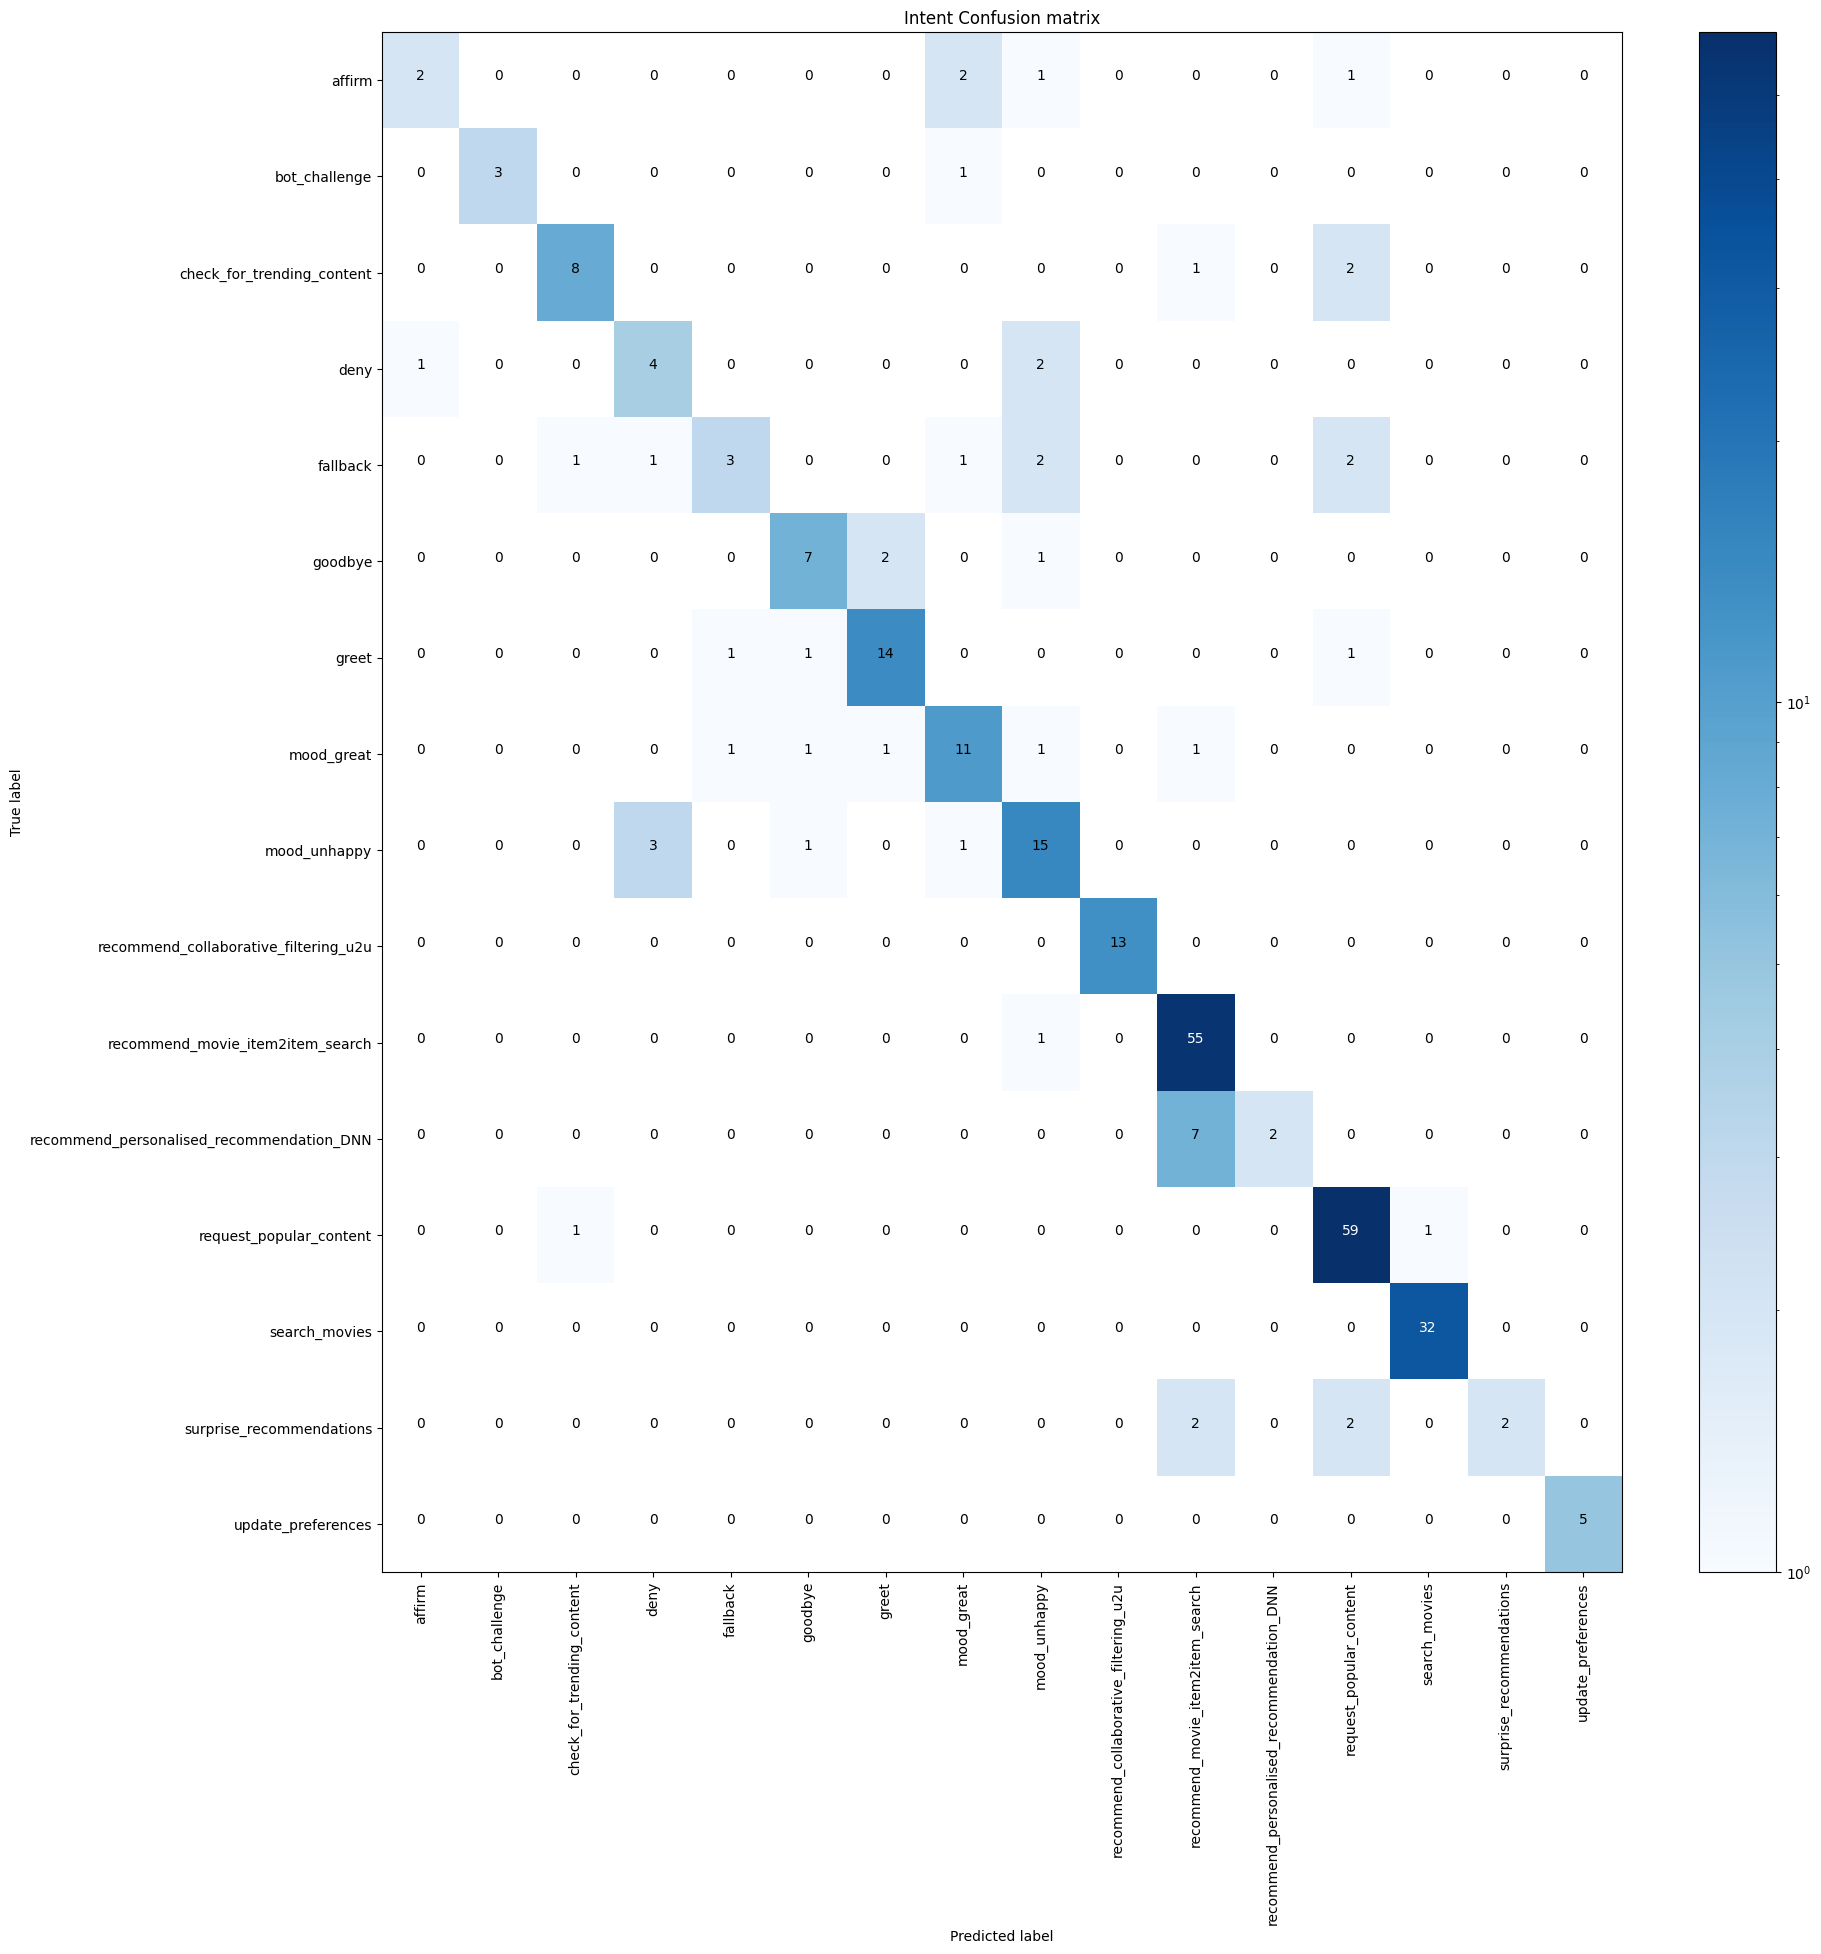 Intent Confusion matrix
affirm 2 0 0 0 0 0 0 2 1 0 0 0 1 0 0 0
bot_challenge 0 3 0 0 0 0 0 1 0 0 0 0 0 0 0 0
check_for_trending_content 0 0 8 0 0 0 0 0 0 0 1 0 2 0 0 0
deny 1 0 0 4 0 0 0 0 2 0 0 0 0 0 0 0
fallback 0 0 1 1 3 0 0 1 2 0 0 0 2 0 0 0
goodbye 0 0 0 0 0 7 2 0 1 0 0 0 0 0 0 0
greet 0 0 0 0 1 1 14 0 0 0 0 0 1 0 0 0
10¹
mood_great 0 0 0 0 1 1 1 11 1 0 1 0 0 0 0 0
True label
mood_unhappy 0 0 0 3 0 1 0 1 15 0 0 0 0 0 0 0
recommend_collaborative_filtering_u2u 0 0 0 0 0 0 0 0 0 13 0 0 0 0 0 0
recommend_movie_item2item_search 0 0 0 0 0 0 0 0 1 0 55 0 0 0 0 0
recommend_personalised_recommendation_DNN 0 0 0 0 0 0 0 0 0 0 7 2 0 0 0 0
request_popular_content 0 0 1 0 0 0 0 0 0 0 0 0 59 1 0 0
search_movies 0 0 0 0 0 0 0 0 0 0 0 0 0 32 0 0
surprise_recommendations 0 0 0 0 0 0 0 0 0 0 2 0 2 0 2 0
update_preferences 0 0 0 0 0 0 0 0 0 0 0 0 0 0 0 5
10⁰
affirm
bot_challenge
check_for_trending_content
deny
fallback
goodbye
greet
mood_great
mood_unhappy
recommend_collaborative_filtering_u2u
recommend_movie_item2item_search
recommend_personalised_recommendation_DNN
request_popular_content
search_movies
surprise_recommendations
update_preferences
Predicted label